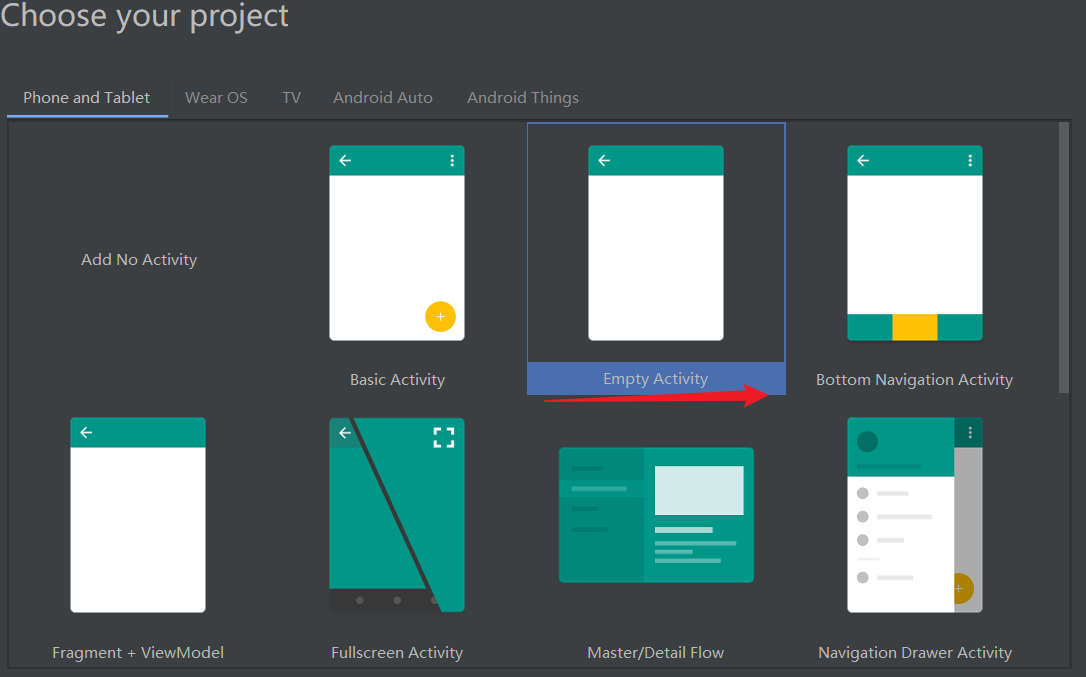 Choose your project
Phone and Tablet
Wear OS
TV
Android Auto
Android Things
Add No Activity
Basic Activity
Empty Activity
Bottom Navigation Activity
Fragment + ViewModel
Fullscreen Activity
Master/Detail Flow
Navigation Drawer Activity